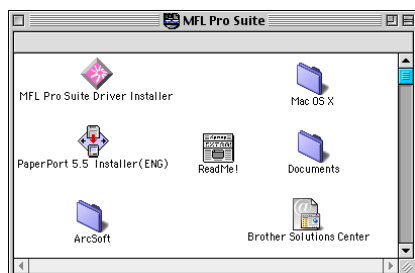 MFL Pro Suite
MFL Pro Suite Driver Installer
Mac OS X
PaperPort 5.5 Installer(ENG)
ReadMe!
Documents
ArcSoft
Brother Solutions Center